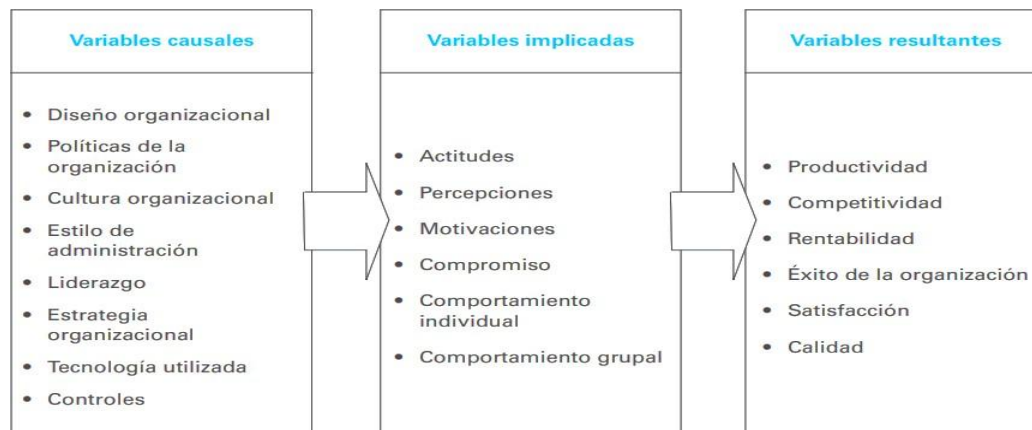 Variables causales
• Diseño organizacional
• Políticas de la
organización
• Cultura organizacional
• Estilo de
administración
• Liderazgo
• Estrategia
organizacional
• Tecnología utilizada
• Controles
Variables implicadas
• Actitudes
• Percepciones
• Motivaciones
• Compromiso
• Comportamiento
individual
• Comportamiento grupal
Variables resultantes
• Productividad
• Competitividad
• Rentabilidad
• Éxito de la organización
• Satisfacción
• Calidad